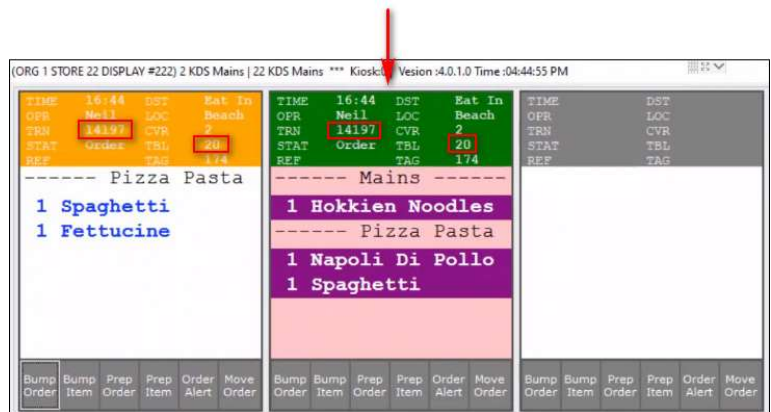 (ORG 1 STORE 22 DISPLAY #222) 2 KDS Mains | 22 KDS Mains *** Kiosk:0 Vesion :4.0.1.0 Time :04:44:55 PM
TIME 16:44 DST Eat In
OPR Neil LOC Beach
TRN 14197 CVR 2
STAT Order TBL 20
REF TAG 174
------ Pizza Pasta
1 Spaghetti
1 Fettucine
Bump Order Bump Item Prep Order Prep Item Order Alert Move Order
TIME 16:44 DST Eat In
OPR Neil LOC Beach
TRN 14197 CVR 2
STAT Order TBL 20
REF TAG 174
------ Mains ------
1 Hokkien Noodles
------ Pizza Pasta
1 Napoli Di Pollo
1 Spaghetti
Bump Order Bump Item Prep Order Prep Item Order Alert Move Order
TIME DST
OPR LOC
TRN CVR
STAT TBL
REF TAG
Bump Order Bump Item Prep Order Prep Item Order Alert Move Order